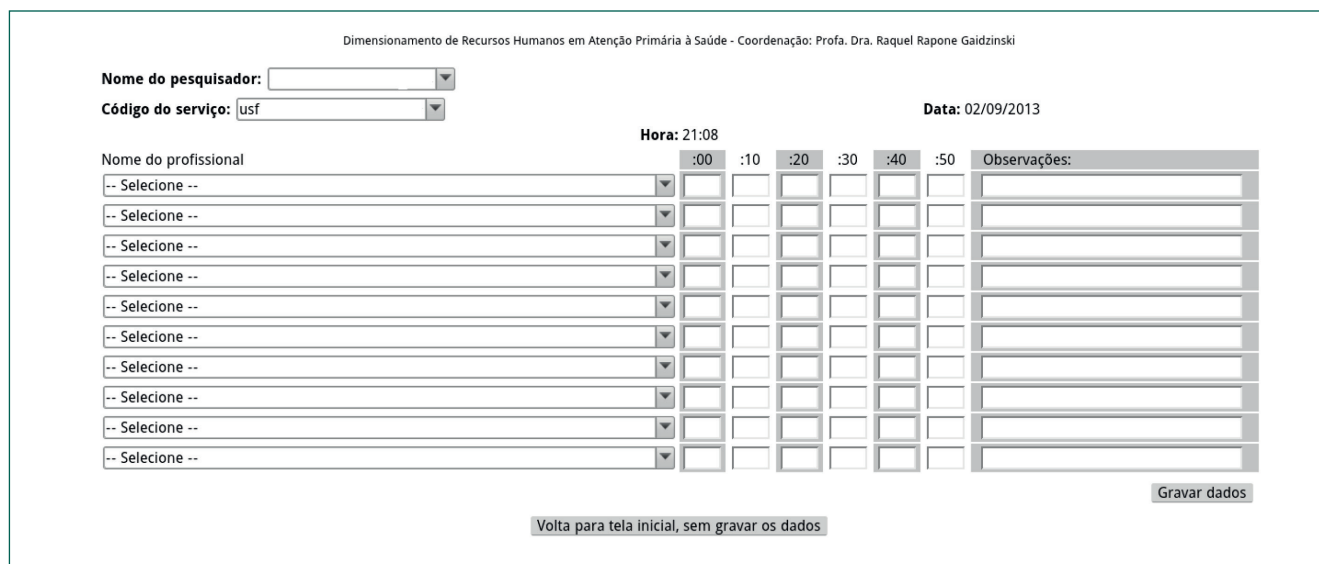 Dimensionamento de Recursos Humanos em Atenção Primária à Saúde - Coordenação: Profa. Dra. Raquel Rapone Gaidzinski
Nome do pesquisador:
Código do serviço: usf Data: 02/09/2013
Hora: 21:08
Nome do profissional :00 :10 :20 :30 :40 :50 Observações:
-- Selecione --
-- Selecione --
-- Selecione --
-- Selecione --
-- Selecione --
-- Selecione --
-- Selecione --
-- Selecione --
-- Selecione --
-- Selecione --
Gravar dados
Volta para tela inicial, sem gravar os dados